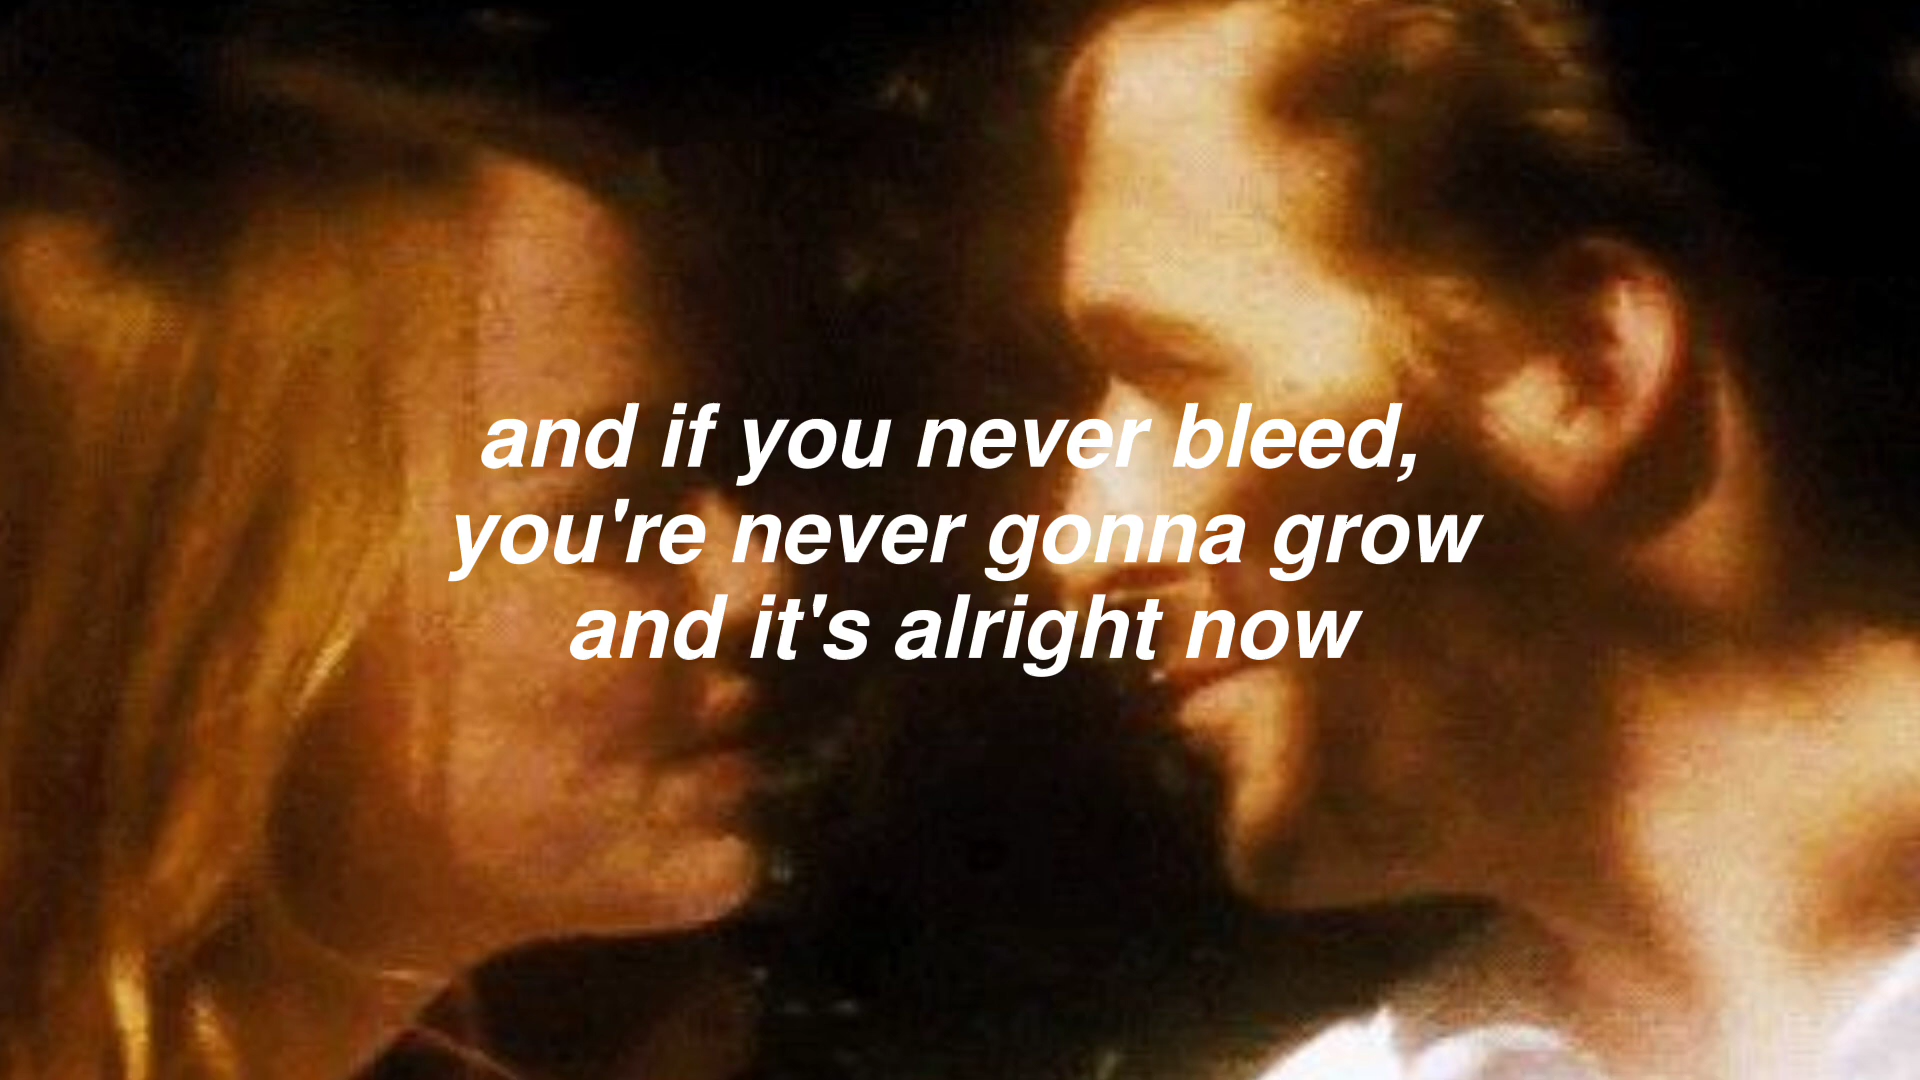 and if you never bleed,
you're never gonna grow
and it's alright now